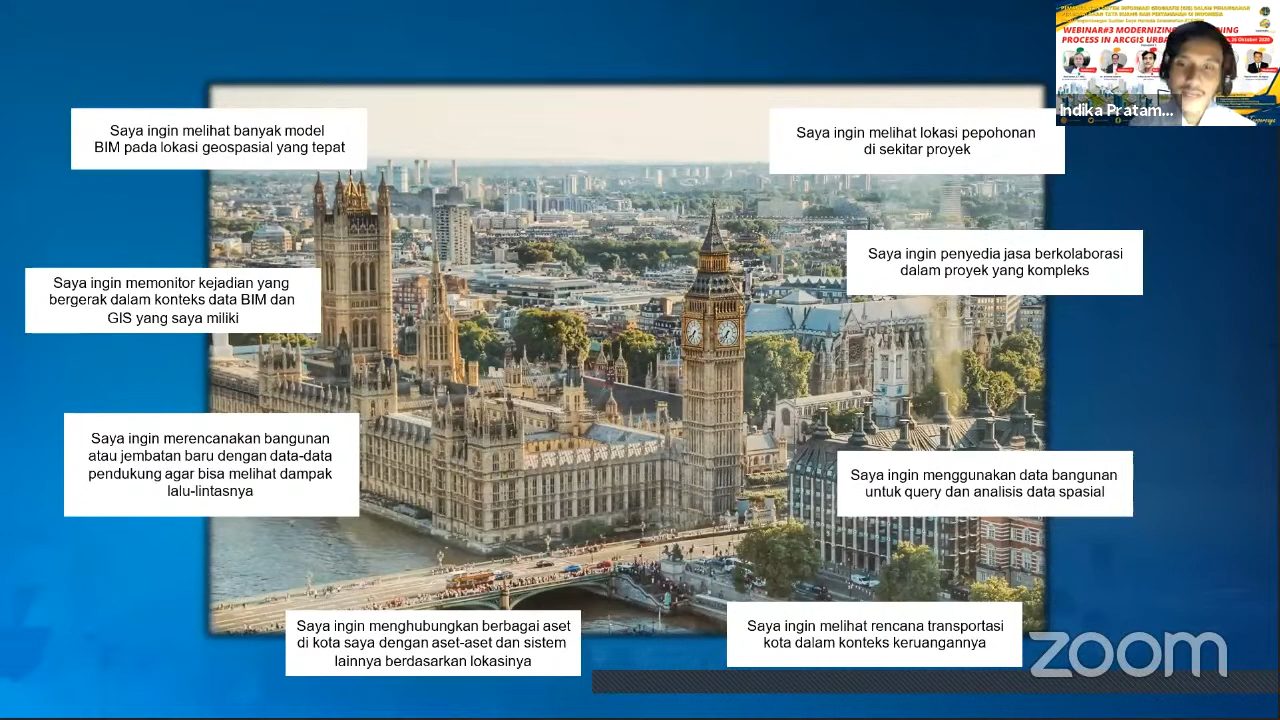 WEBINAR#3 MODERNIZING
PROCESS IN ARCGIS URBA
Indika Pratam...
Saya ingin melihat banyak model
BIM pada lokasi geospasial yang tepat
Saya ingin melihat lokasi pepohonan
di sekitar proyek
Saya ingin penyedia jasa berkolaborasi
dalam proyek yang kompleks
Saya ingin memonitor kejadian yang
bergerak dalam konteks data BIM dan
GIS yang saya miliki
Saya ingin merencanakan bangunan
atau jembatan baru dengan data-data
pendukung agar bisa melihat dampak
lalu-lintasnya
Saya ingin menggunakan data bangunan
untuk query dan analisis data spasial
Saya ingin menghubungkan berbagai aset
di kota saya dengan aset-aset dan sistem
lainnya berdasarkan lokasinya
Saya ingin melihat rencana transportasi
kota dalam konteks keruangannya
zoom